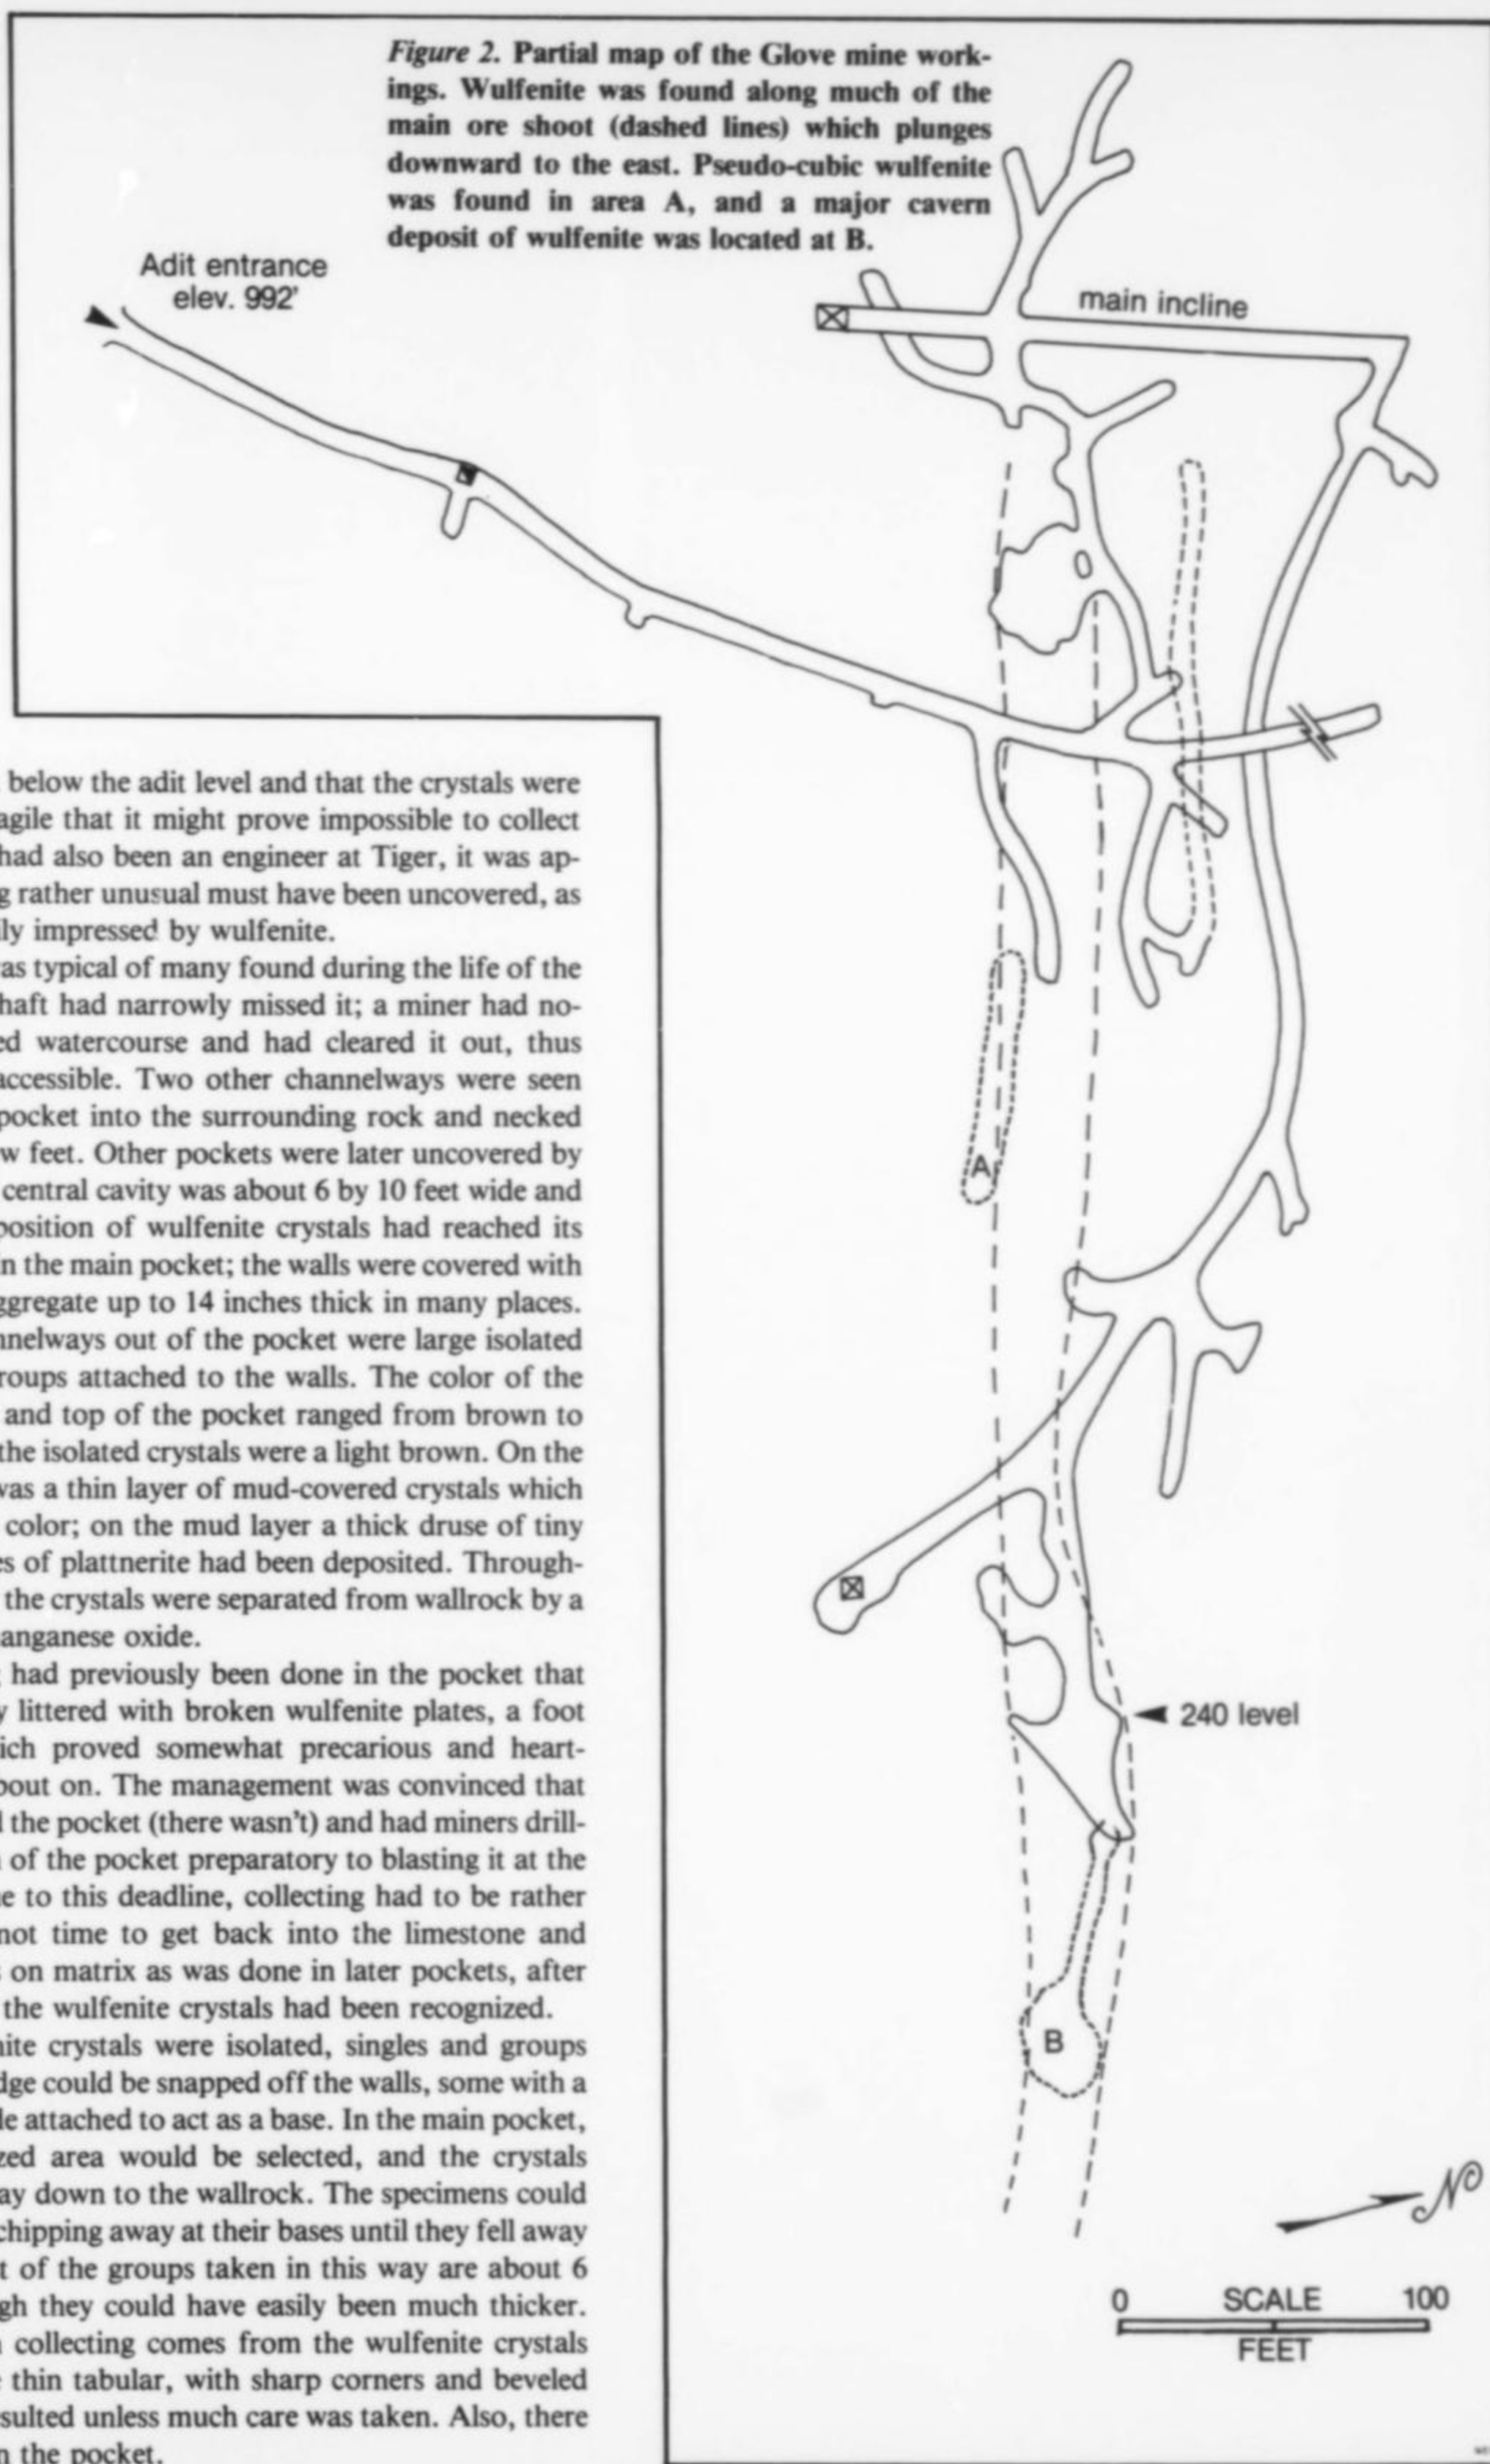 Figure 2. Partial map of the Glove mine work-
ings. Wulfenite was found along much of the
main ore shoot (dashed lines) which plunges
downward to the east. Pseudo-cubic wulfenite
was found in area A, and a major cavern
deposit of wulfenite was located at B.
Adit entrance
elev. 992'
main incline
A
240 level
B
N
0 SCALE 100
FEET
below the adit level and that the crystals were
agile that it might prove impossible to collect
had also been an engineer at Tiger, it was ap-
g rather unusual must have been uncovered, as
ily impressed by wulfenite.
as typical of many found during the life of the
haft had narrowly missed it; a miner had no-
ed watercourse and had cleared it out, thus
accessible. Two other channelways were seen
pocket into the surrounding rock and necked
w feet. Other pockets were later uncovered by
central cavity was about 6 by 10 feet wide and
position of wulfenite crystals had reached its
in the main pocket; the walls were covered with
ggregate up to 14 inches thick in many places.
nnelways out of the pocket were large isolated
roups attached to the walls. The color of the
and top of the pocket ranged from brown to
the isolated crystals were a light brown. On the
was a thin layer of mud-covered crystals which
color; on the mud layer a thick druse of tiny
es of plattnerite had been deposited. Through-
the crystals were separated from wallrock by a
anganese oxide.
g had previously been done in the pocket that
y littered with broken wulfenite plates, a foot
ich proved somewhat precarious and heart-
bout on. The management was convinced that
d the pocket (there wasn't) and had miners drill-
of the pocket preparatory to blasting it at the
e to this deadline, collecting had to be rather
not time to get back into the limestone and
s on matrix as was done in later pockets, after
the wulfenite crystals had been recognized.
nite crystals were isolated, singles and groups
dge could be snapped off the walls, some with a
le attached to act as a base. In the main pocket,
zed area would be selected, and the crystals
ay down to the wallrock. The specimens could
chipping away at their bases until they fell away
t of the groups taken in this way are about 6
gh they could have easily been much thicker.
collecting comes from the wulfenite crystals
e thin tabular, with sharp corners and beveled
sulted unless much care was taken. Also, there
n the pocket.